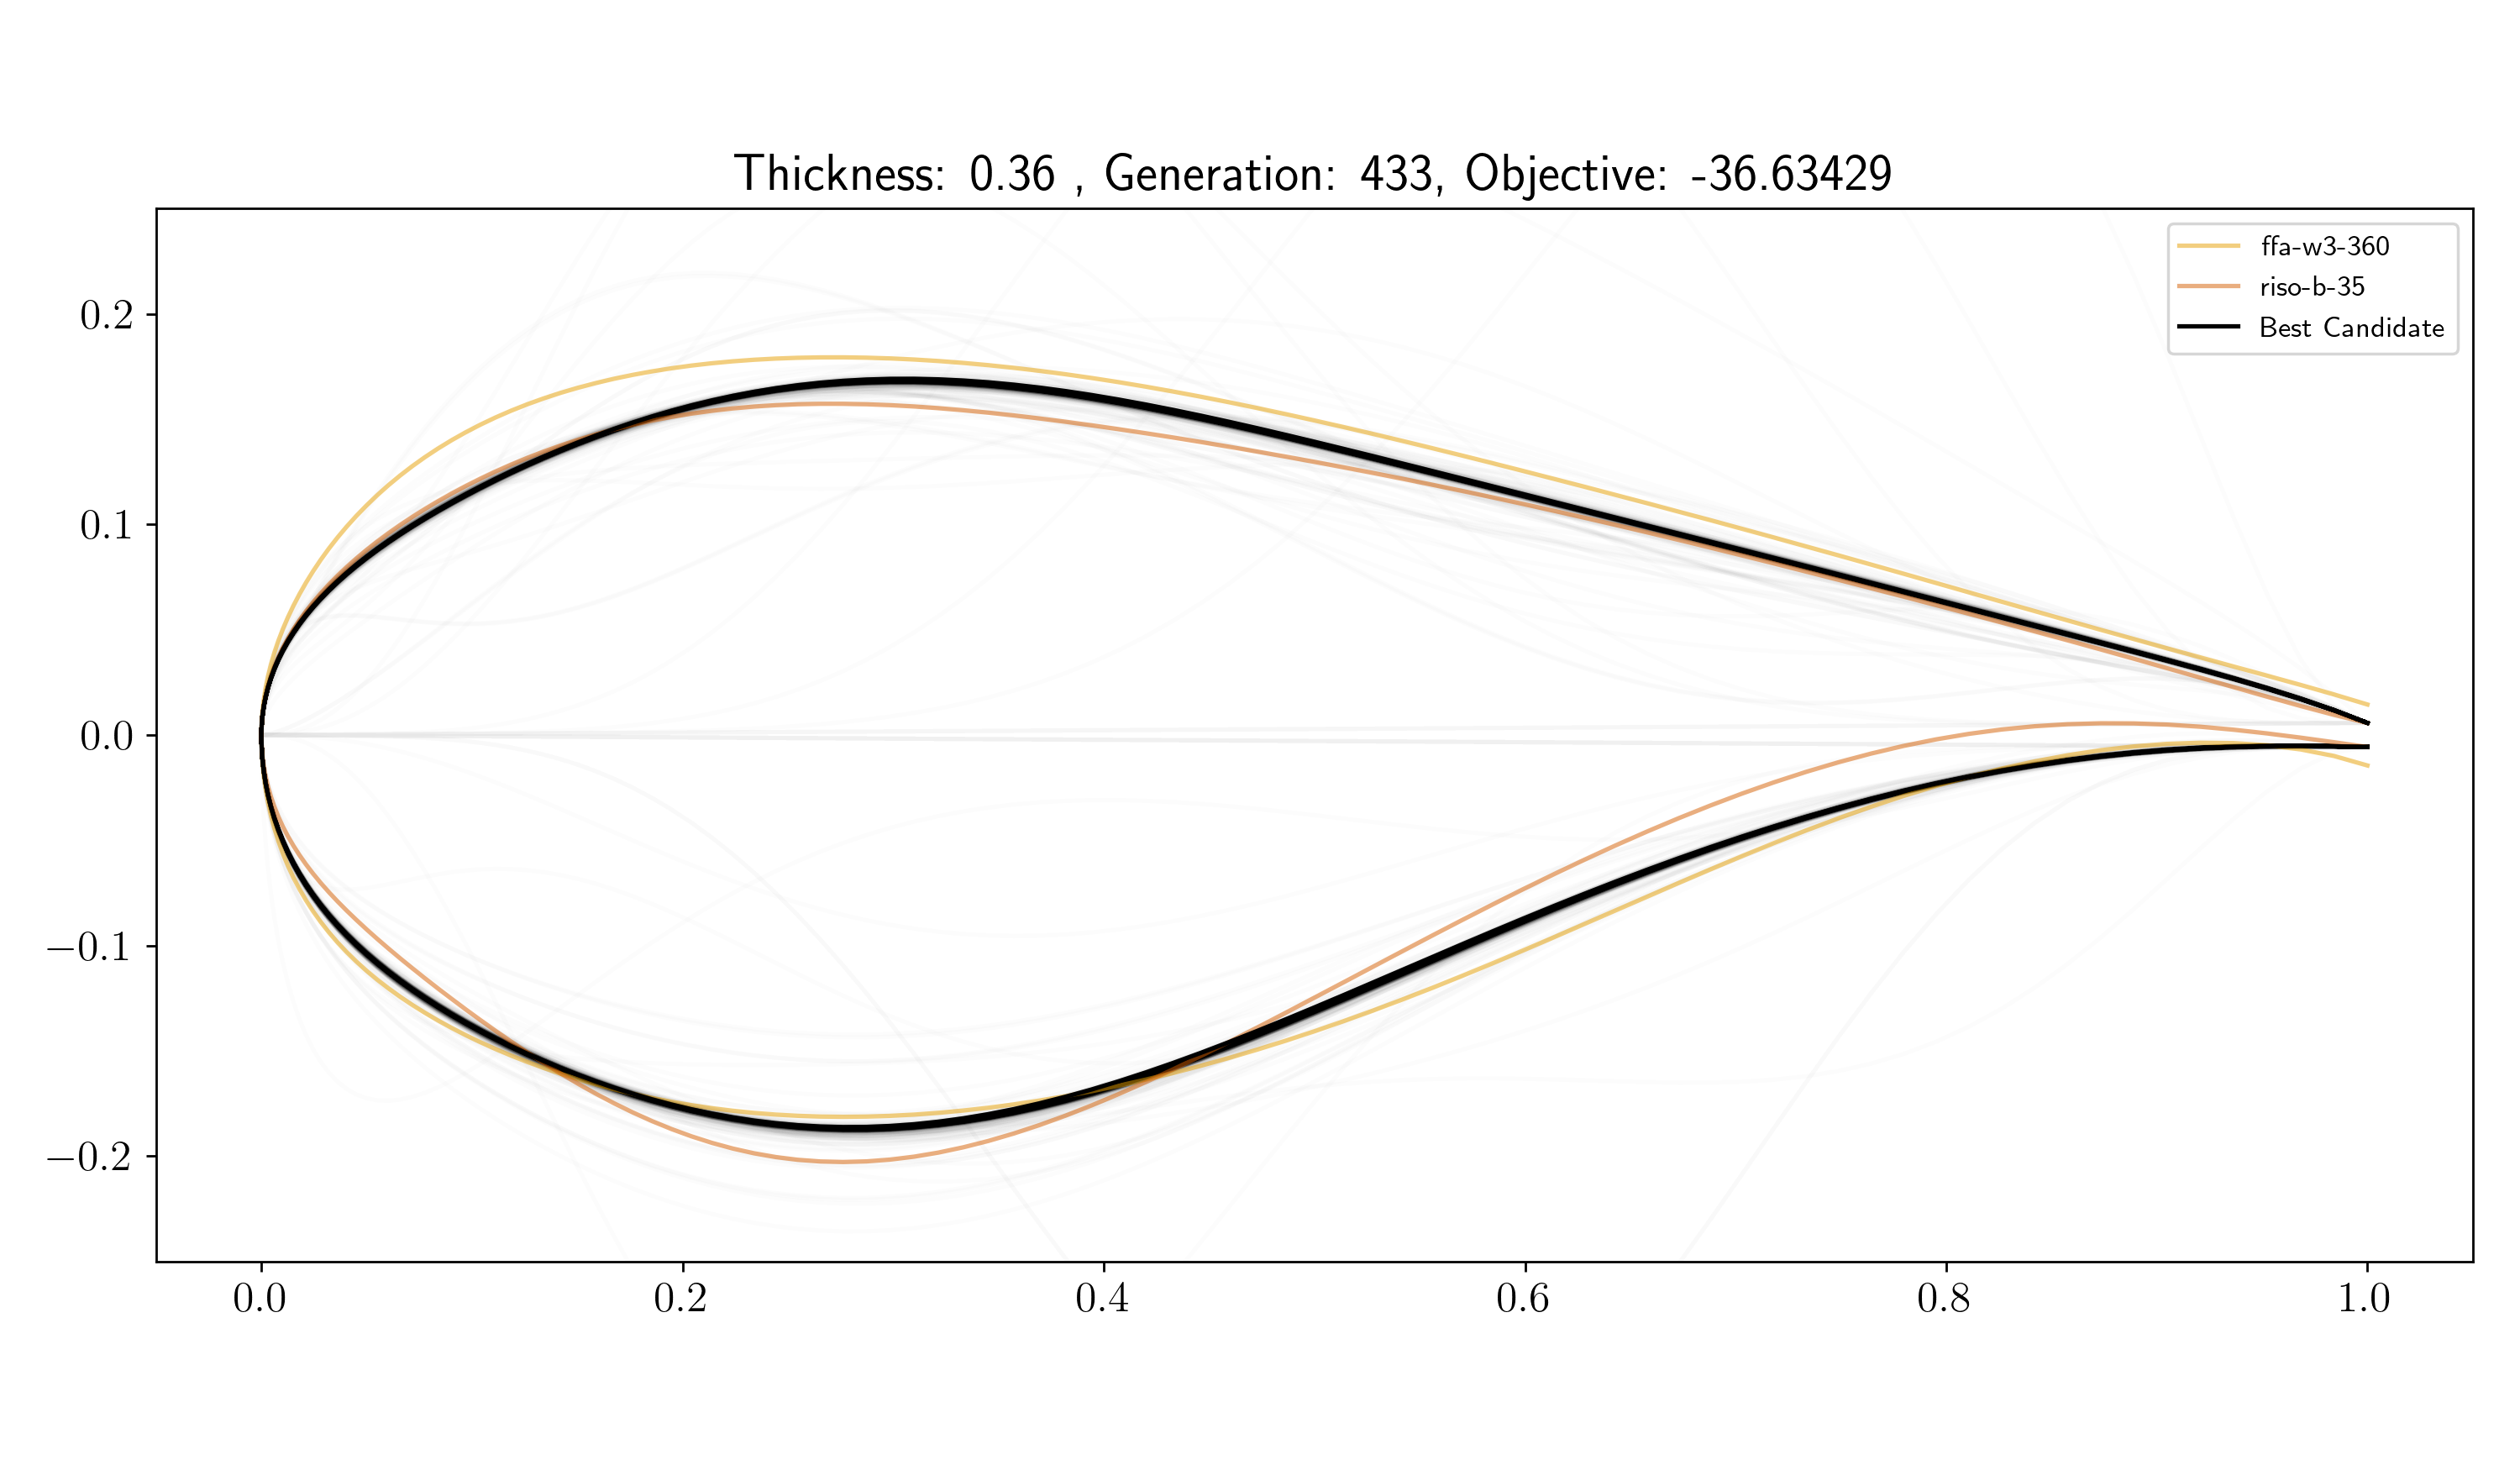 Thickness: 0.36 , Generation: 433, Objective: -36.63429
ffa-w3-360
riso-b-35
Best Candidate
0.2
0.1
0.0
−0.1
−0.2
0.0 0.2 0.4 0.6 0.8 1.0